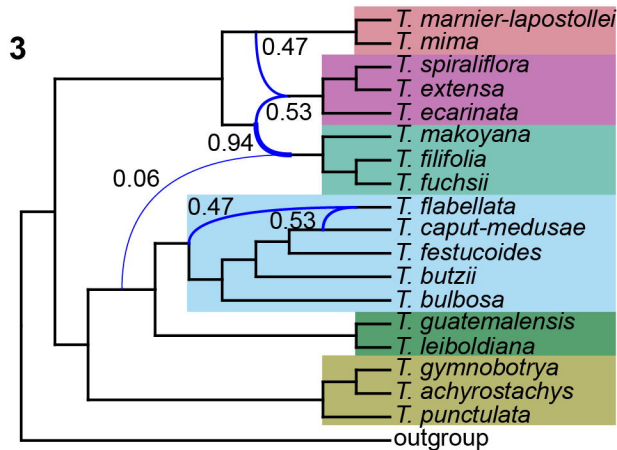 3
T. marnier-lapostollei
0.47
T. mima
T. spiraliflora
T. extensa
0.53
T. ecarinata
0.94
T. makoyana
T. filifolia
0.06
T. fuchsii
0.47
T. flabellata
0.53
T. caput-medusae
T. festucoides
T. butzii
T. bulbosa
T. guatemalensis
T. leiboldiana
T. gymnobotrya
T. achyrostachys
T. punctulata
outgroup